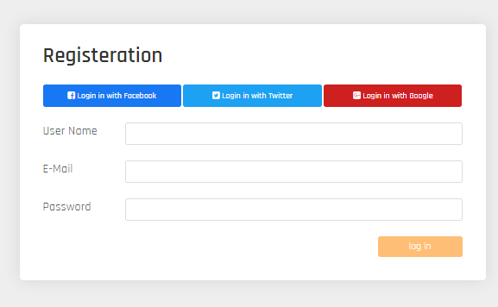 Registeration
Login in with Facebook
Login in with Twitter
Login in with Google
User Name
E-Mail
Password
log in